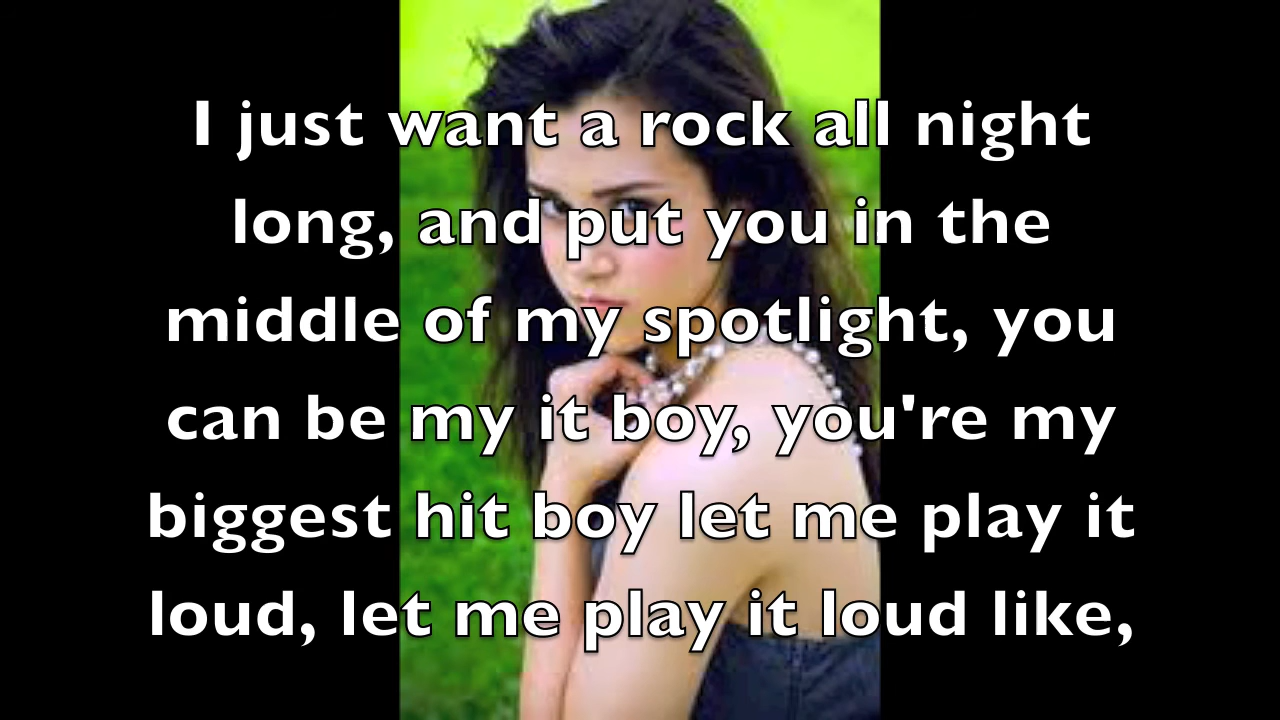 I just want a rock all night
long, and put you in the
middle of my spotlight, you
can be my it boy, you're my
biggest hit boy let me play it
loud, let me play it loud like,